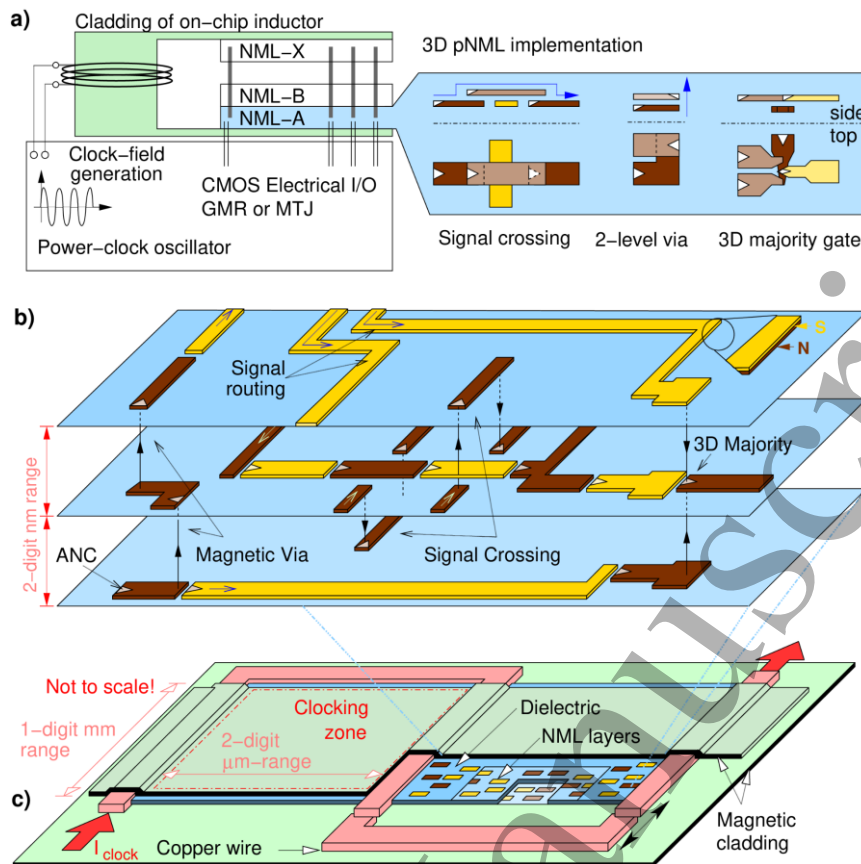 a)
Cladding of on-chip inductor
NML-X
NML-B
NML-A
3D pNML implementation
side
top
Clock-field
generation
CMOS Electrical I/O
GMR or MTJ
Power-clock oscillator
Signal crossing
2-level via
3D majority gate
b)
Signal
routing
S
N
3D Majority
2-digit nm range
ANC
Magnetic Via
Signal Crossing
Not to scale!
1-digit mm
range
Clocking
zone
2-digit
μm-range
Dielectric
NML layers
c)
I clock
Copper wire
Magnetic
cladding